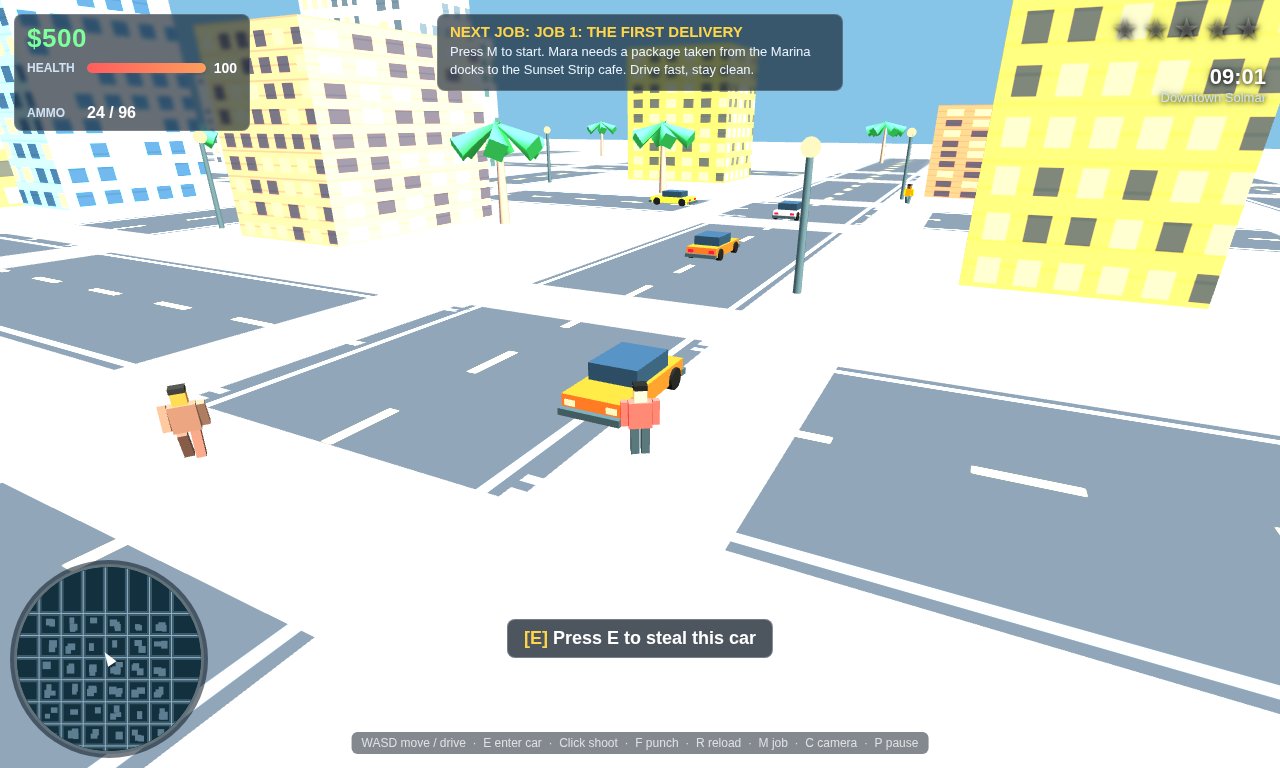 $500
HEALTH 100
AMMO 24 / 96
NEXT JOB: JOB 1: THE FIRST DELIVERY
Press M to start. Mara needs a package taken from the Marina
docks to the Sunset Strip cafe. Drive fast, stay clean.
09:01
Downtown Solmar
[E] Press E to steal this car
WASD move / drive · E enter car · Click shoot · F punch · R reload · M job · C camera · P pause